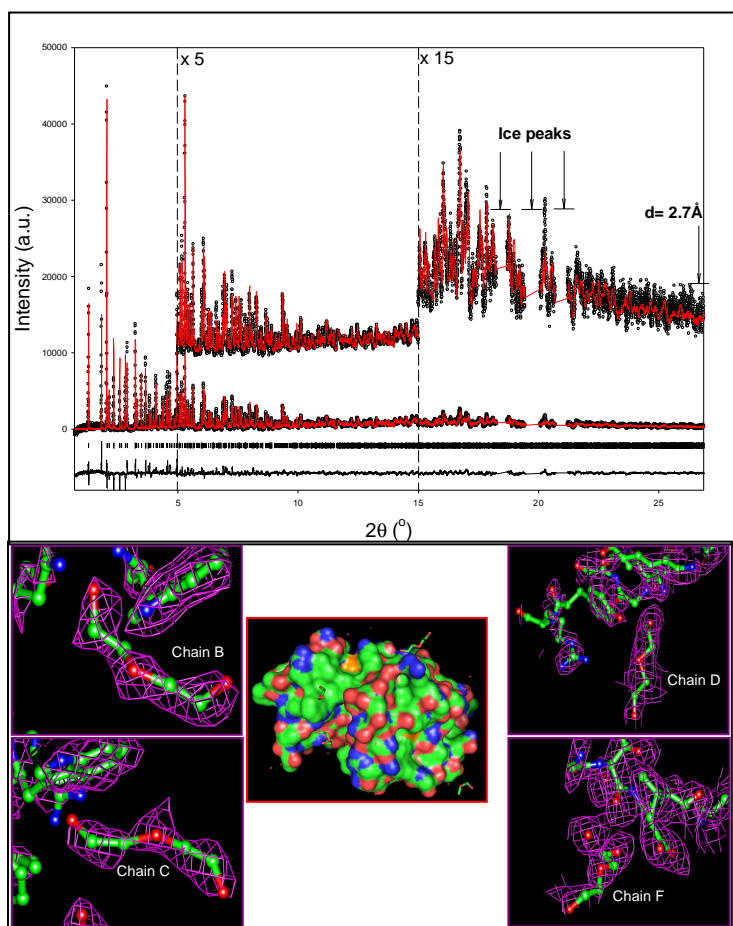 50000
x 5
x 15
40000
Ice peaks
30000
d= 2.7Å
20000
10000
0
Intensity (a.u.)
5
10
15
20
25
2θ (°)
Chain B
Chain D
Chain C
Chain F